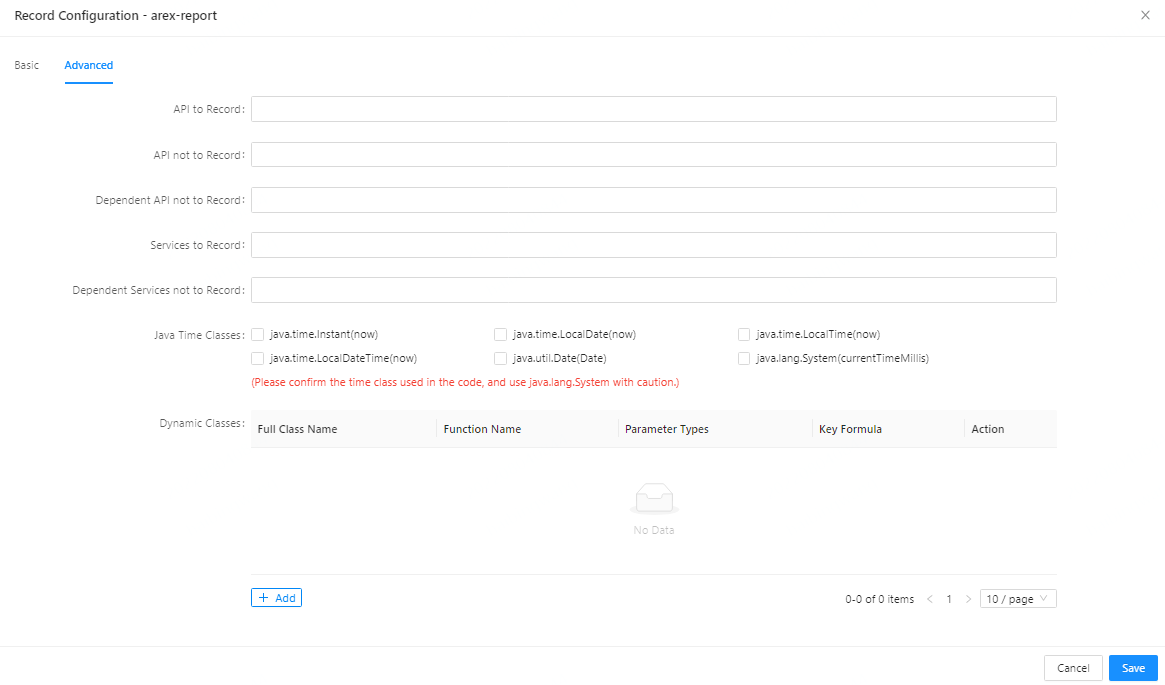 Record Configuration - arex-report
Basic Advanced
API to Record:
API not to Record:
Dependent API not to Record:
Services to Record:
Dependent Services not to Record:
Java Time Classes: java.time.Instant(now) java.time.LocalDate(now) java.time.LocalTime(now)
java.time.LocalDateTime(now) java.util.Date(Date) java.lang.System(currentTimeMillis)
(Please confirm the time class used in the code, and use java.lang.System with caution.)
Dynamic Classes: Full Class Name Function Name Parameter Types Key Formula Action
No Data
+ Add 0-0 of 0 items < 1 > 10 / page
Cancel Save